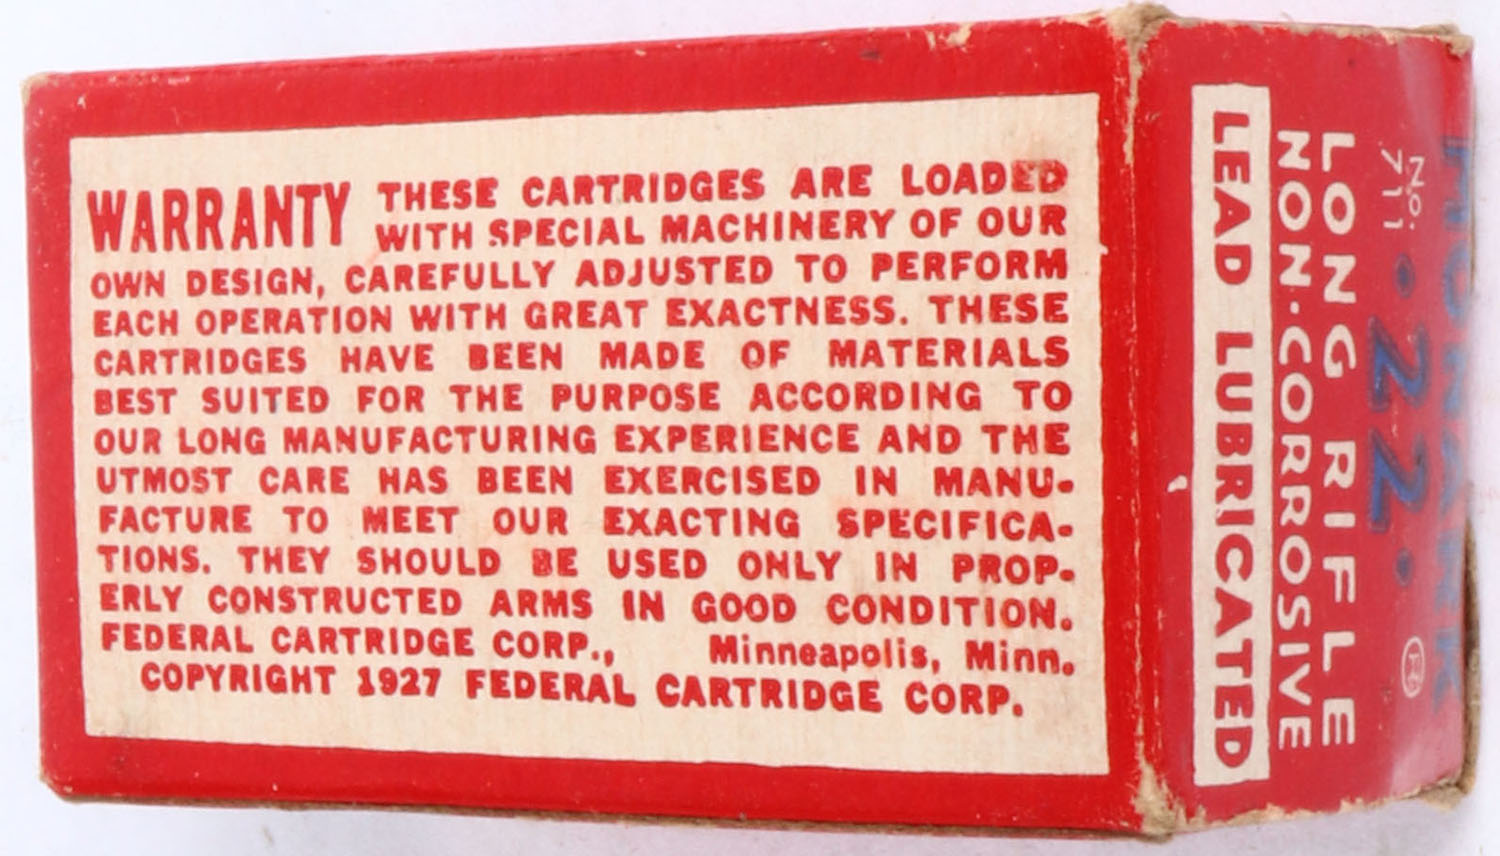 WARRANTY THESE CARTRIDGES ARE LOADED
WITH SPECIAL MACHINERY OF OUR
OWN DESIGN, CAREFULLY ADJUSTED TO PERFORM
EACH OPERATION WITH GREAT EXACTNESS. THESE
CARTRIDGES HAVE BEEN MADE OF MATERIALS
BEST SUITED FOR THE PURPOSE ACCORDING TO
OUR LONG MANUFACTURING EXPERIENCE AND THE
UTMOST CARE HAS BEEN EXERCISED IN MANU-
FACTURE TO MEET OUR EXACTING SPECIFICA-
TIONS. THEY SHOULD BE USED ONLY IN PROP-
ERLY CONSTRUCTED ARMS IN GOOD CONDITION.
FEDERAL CARTRIDGE CORP., Minneapolis, Minn.
COPYRIGHT 1927 FEDERAL CARTRIDGE CORP.
MONARK
No.
711
• 22 •
LONG RIFLE
NON-CORROSIVE
LEAD LUBRICATED